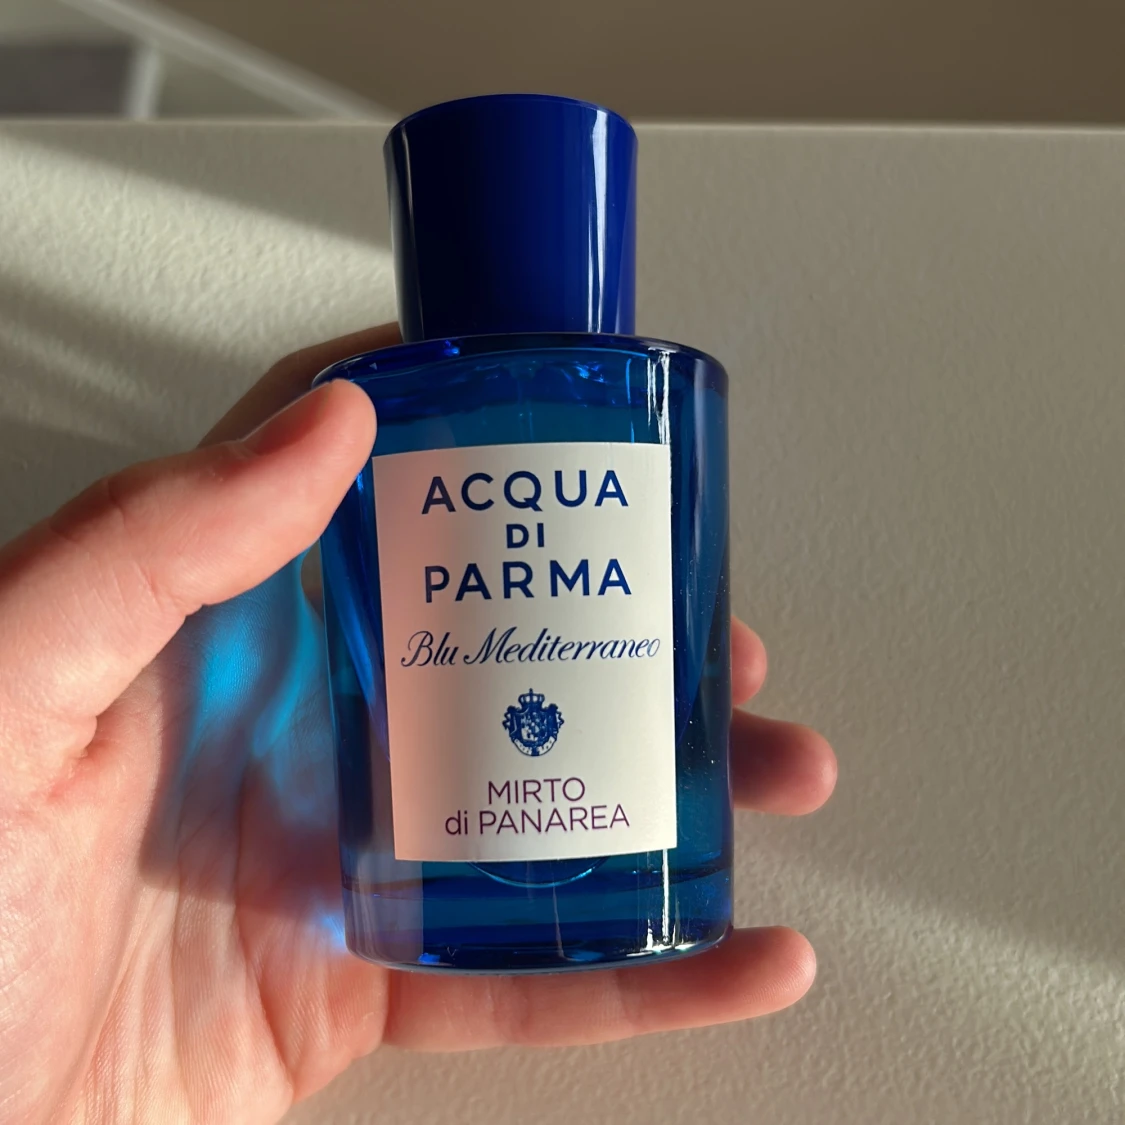 ACQUA
DI
PARMA
Blu Mediterraneo
MIRTO
di PANAREA